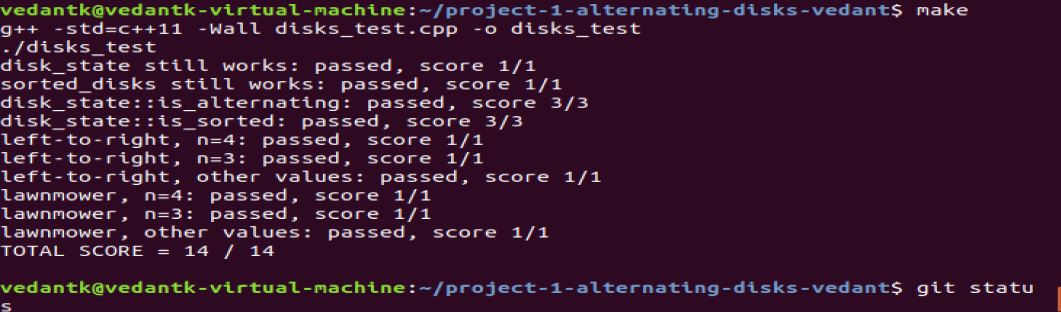 vedantk@vedantk-virtual-machine:~/project-1-alternating-disks-vedant$ make
g++ -std=c++11 -Wall disks_test.cpp -o disks_test
./disks_test
disk_state still works: passed, score 1/1
sorted_disks still works: passed, score 1/1
disk_state::is_alternating: passed, score 3/3
disk_state::is_sorted: passed, score 3/3
left-to-right, n=4: passed, score 1/1
left-to-right, n=3: passed, score 1/1
left-to-right, other values: passed, score 1/1
lawnmower, n=4: passed, score 1/1
lawnmower, n=3: passed, score 1/1
lawnmower, other values: passed, score 1/1
TOTAL SCORE = 14 / 14
vedantk@vedantk-virtual-machine:~/project-1-alternating-disks-vedant$ git statu
s